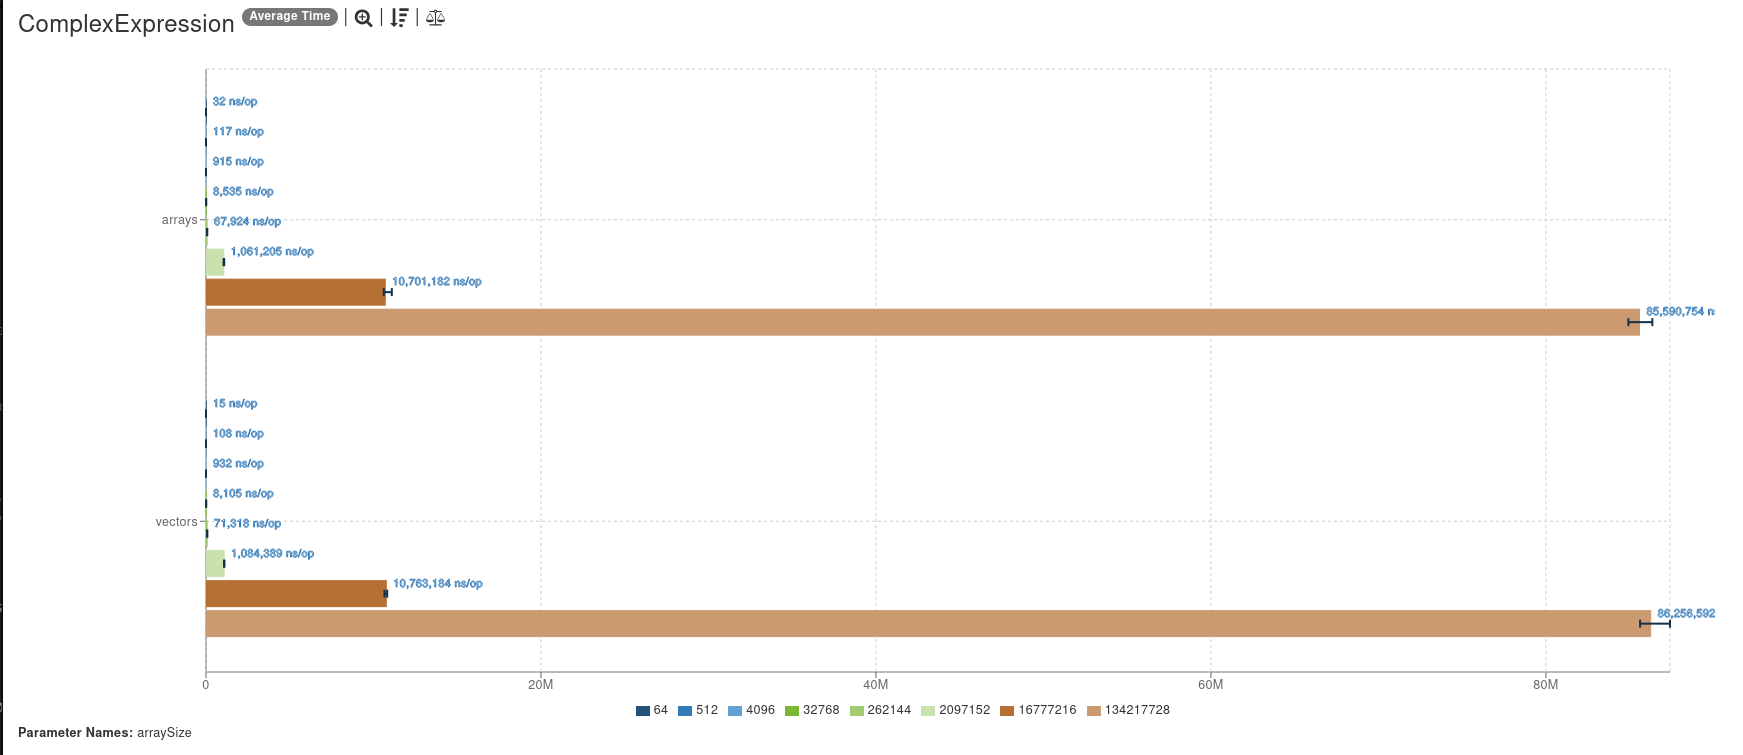 ComplexExpression Average Time
32 ns/op
117 ns/op
915 ns/op
8,535 ns/op
arrays 67,924 ns/op
1,061,205 ns/op
10,701,182 ns/op
85,590,754 n
15 ns/op
108 ns/op
932 ns/op
8,105 ns/op
vectors 71,318 ns/op
1,084,389 ns/op
10,763,184 ns/op
86,256,592
0 20M 40M 60M 80M
64 512 4096 32768 262144 2097152 16777216 134217728
Parameter Names: arraySize